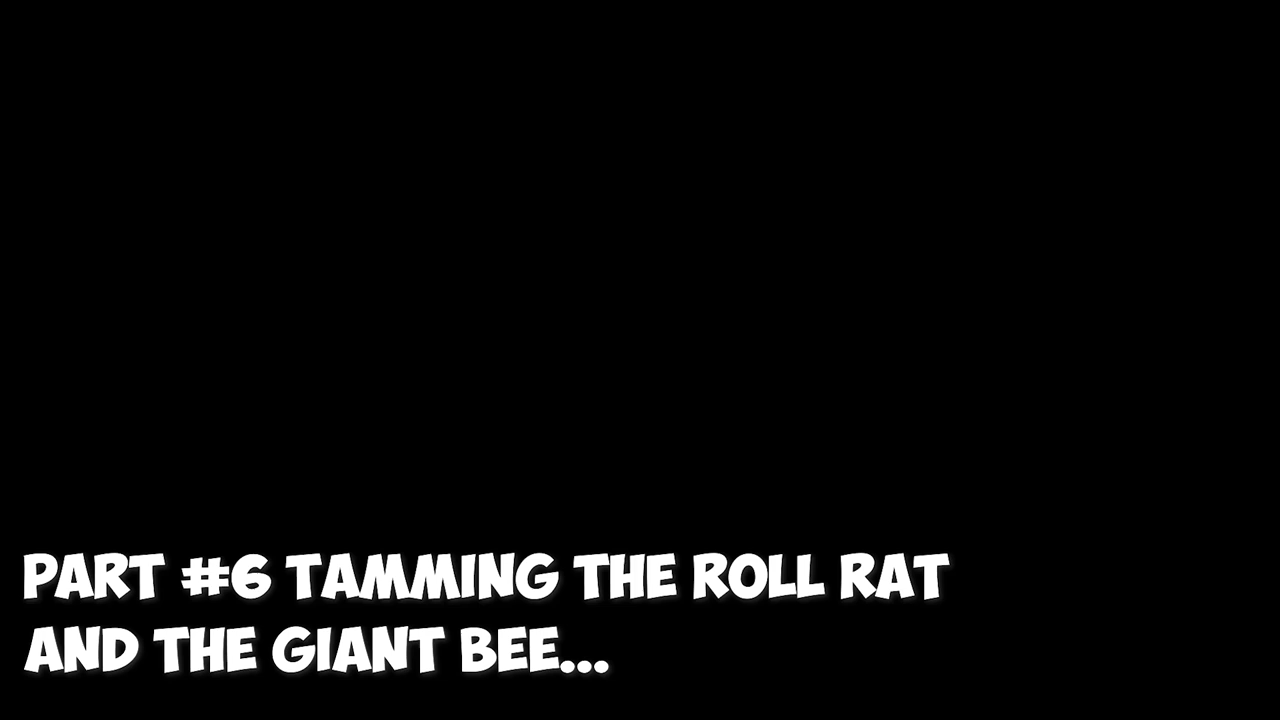 PART #6 TAMMING THE ROLL RAT
AND THE GIANT BEE...